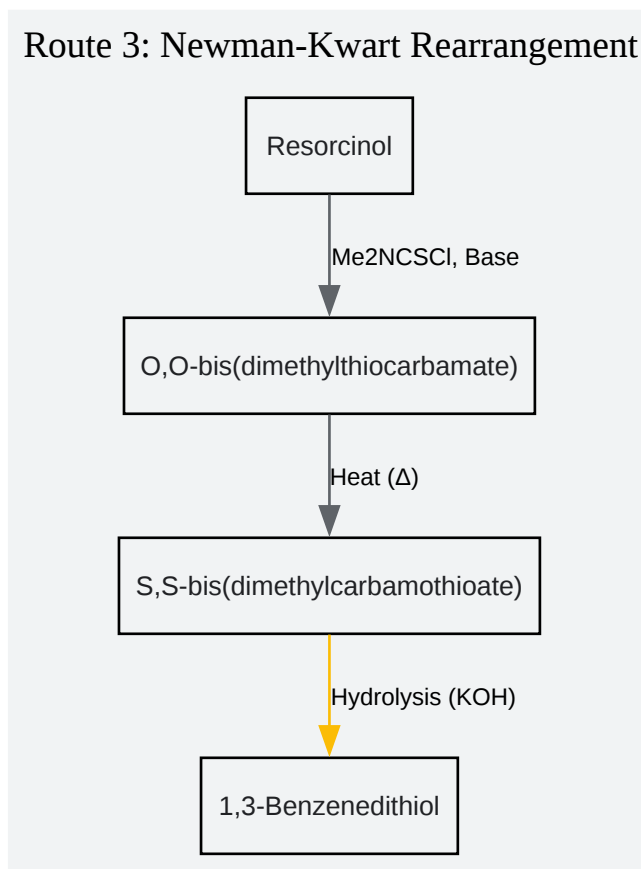 Route 3: Newman-Kwart Rearrangement
Resorcinol
Me2NCSCl, Base
O,O-bis(dimethylthiocarbamate)
Heat (Δ)
S,S-bis(dimethylcarbamothioate)
Hydrolysis (KOH)
1,3-Benzenedithiol